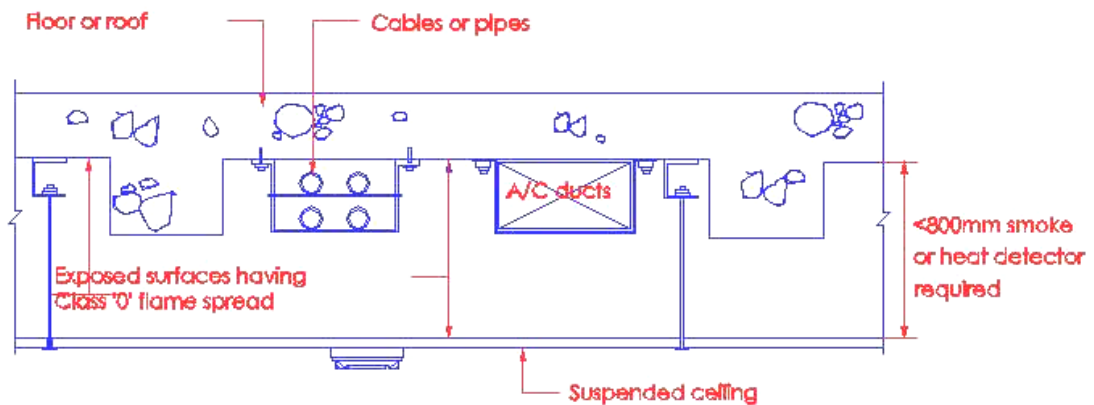 Floor or roof
Cables or pipes
A/C ducts
<800mm smoke
or heat detector
required
Exposed surfaces having
Class '0' flame spread
Suspended ceiling